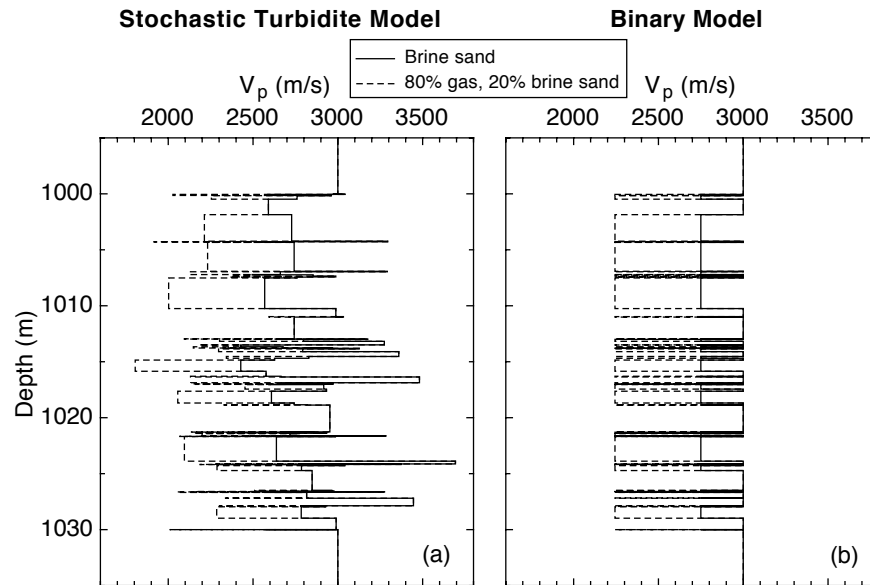 Stochastic Turbidite Model Binary Model
Brine sand
80% gas, 20% brine sand
V_p (m/s) V_p (m/s)
2000 2500 3000 3500 2000 2500 3000 3500
1000
1010
1020
1030
Depth (m)
(a) (b)